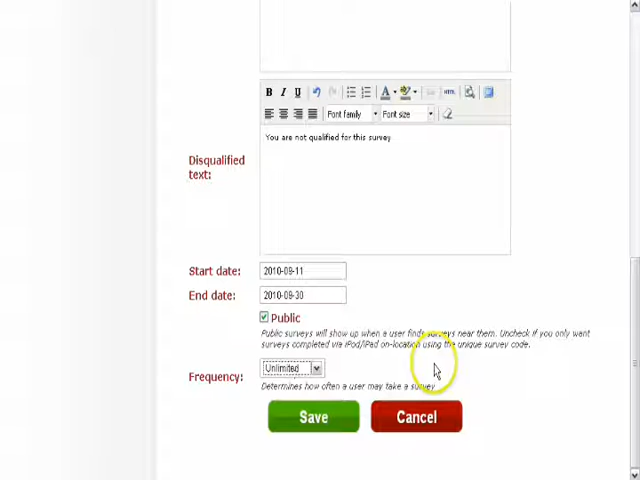 B I U A HTML
Font family Font size
You are not qualified for this survey
Disqualified
text:
Start date: 2010-09-11
End date: 2010-09-30
Public
Public surveys will show up when a user finds surveys near them. Uncheck if you only want
surveys completed via iPod/iPad on-location using the unique survey code.
Frequency: Unlimited
Determines how often a user may take a survey
Save Cancel